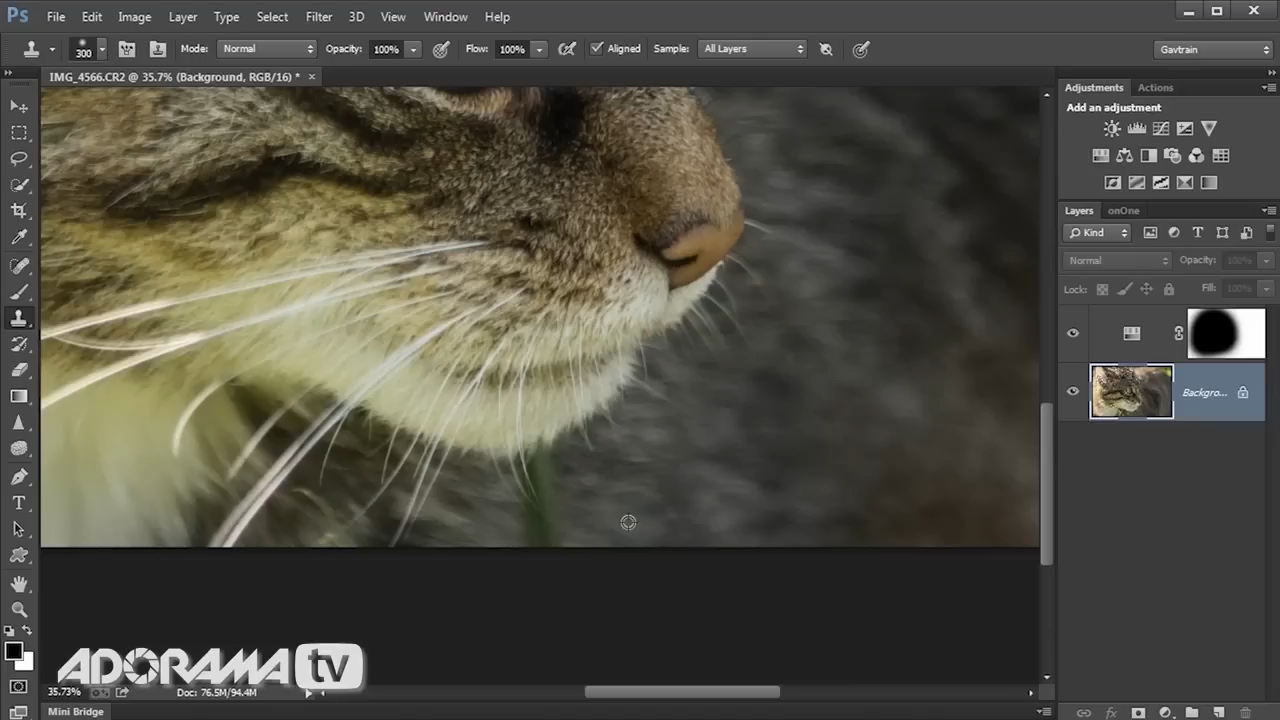 Ps File Edit Image Layer Type Select Filter 3D View Window Help
300 Mode: Normal Opacity: 100% Flow: 100% Aligned Sample: All Layers Gavtrain
IMG_4566.CR2 @ 35.7% (Background, RGB/16) * ×
Adjustments Actions
Add an adjustment
Layers onOne
Kind
Normal Opacity: 100%
Lock: Fill: 100%
Backgro...
ADORAMA tv
35.73% Doc: 76.5M/94.4M
Mini Bridge